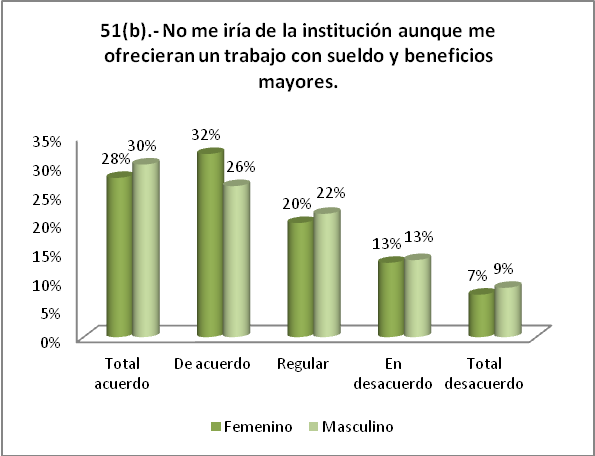 51(b).- No me iría de la institución aunque me
ofrecieran un trabajo con sueldo y beneficios
mayores.
35%
30%
25%
20%
15%
10%
5%
0%
28% 30%
32%
26%
20% 22%
13% 13%
7% 9%
Total
acuerdo
De acuerdo
Regular
En
desacuerdo
Total
desacuerdo
Femenino Masculino